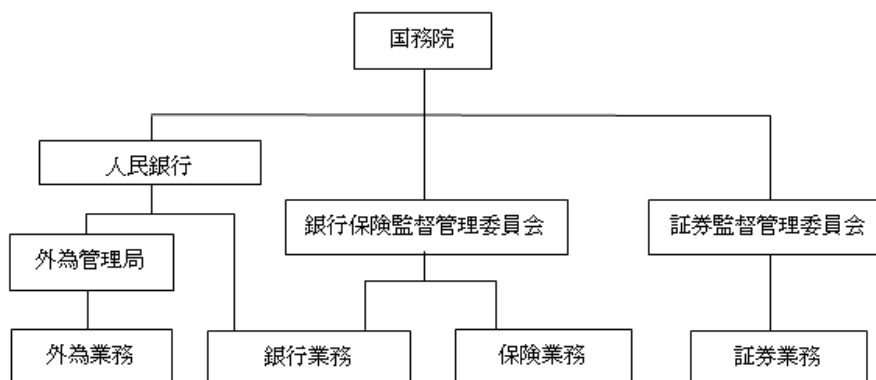 国務院
人民銀行
銀行保険監督管理委員会
証券監督管理委員会
外為管理局
外為業務
銀行業務
保険業務
証券業務